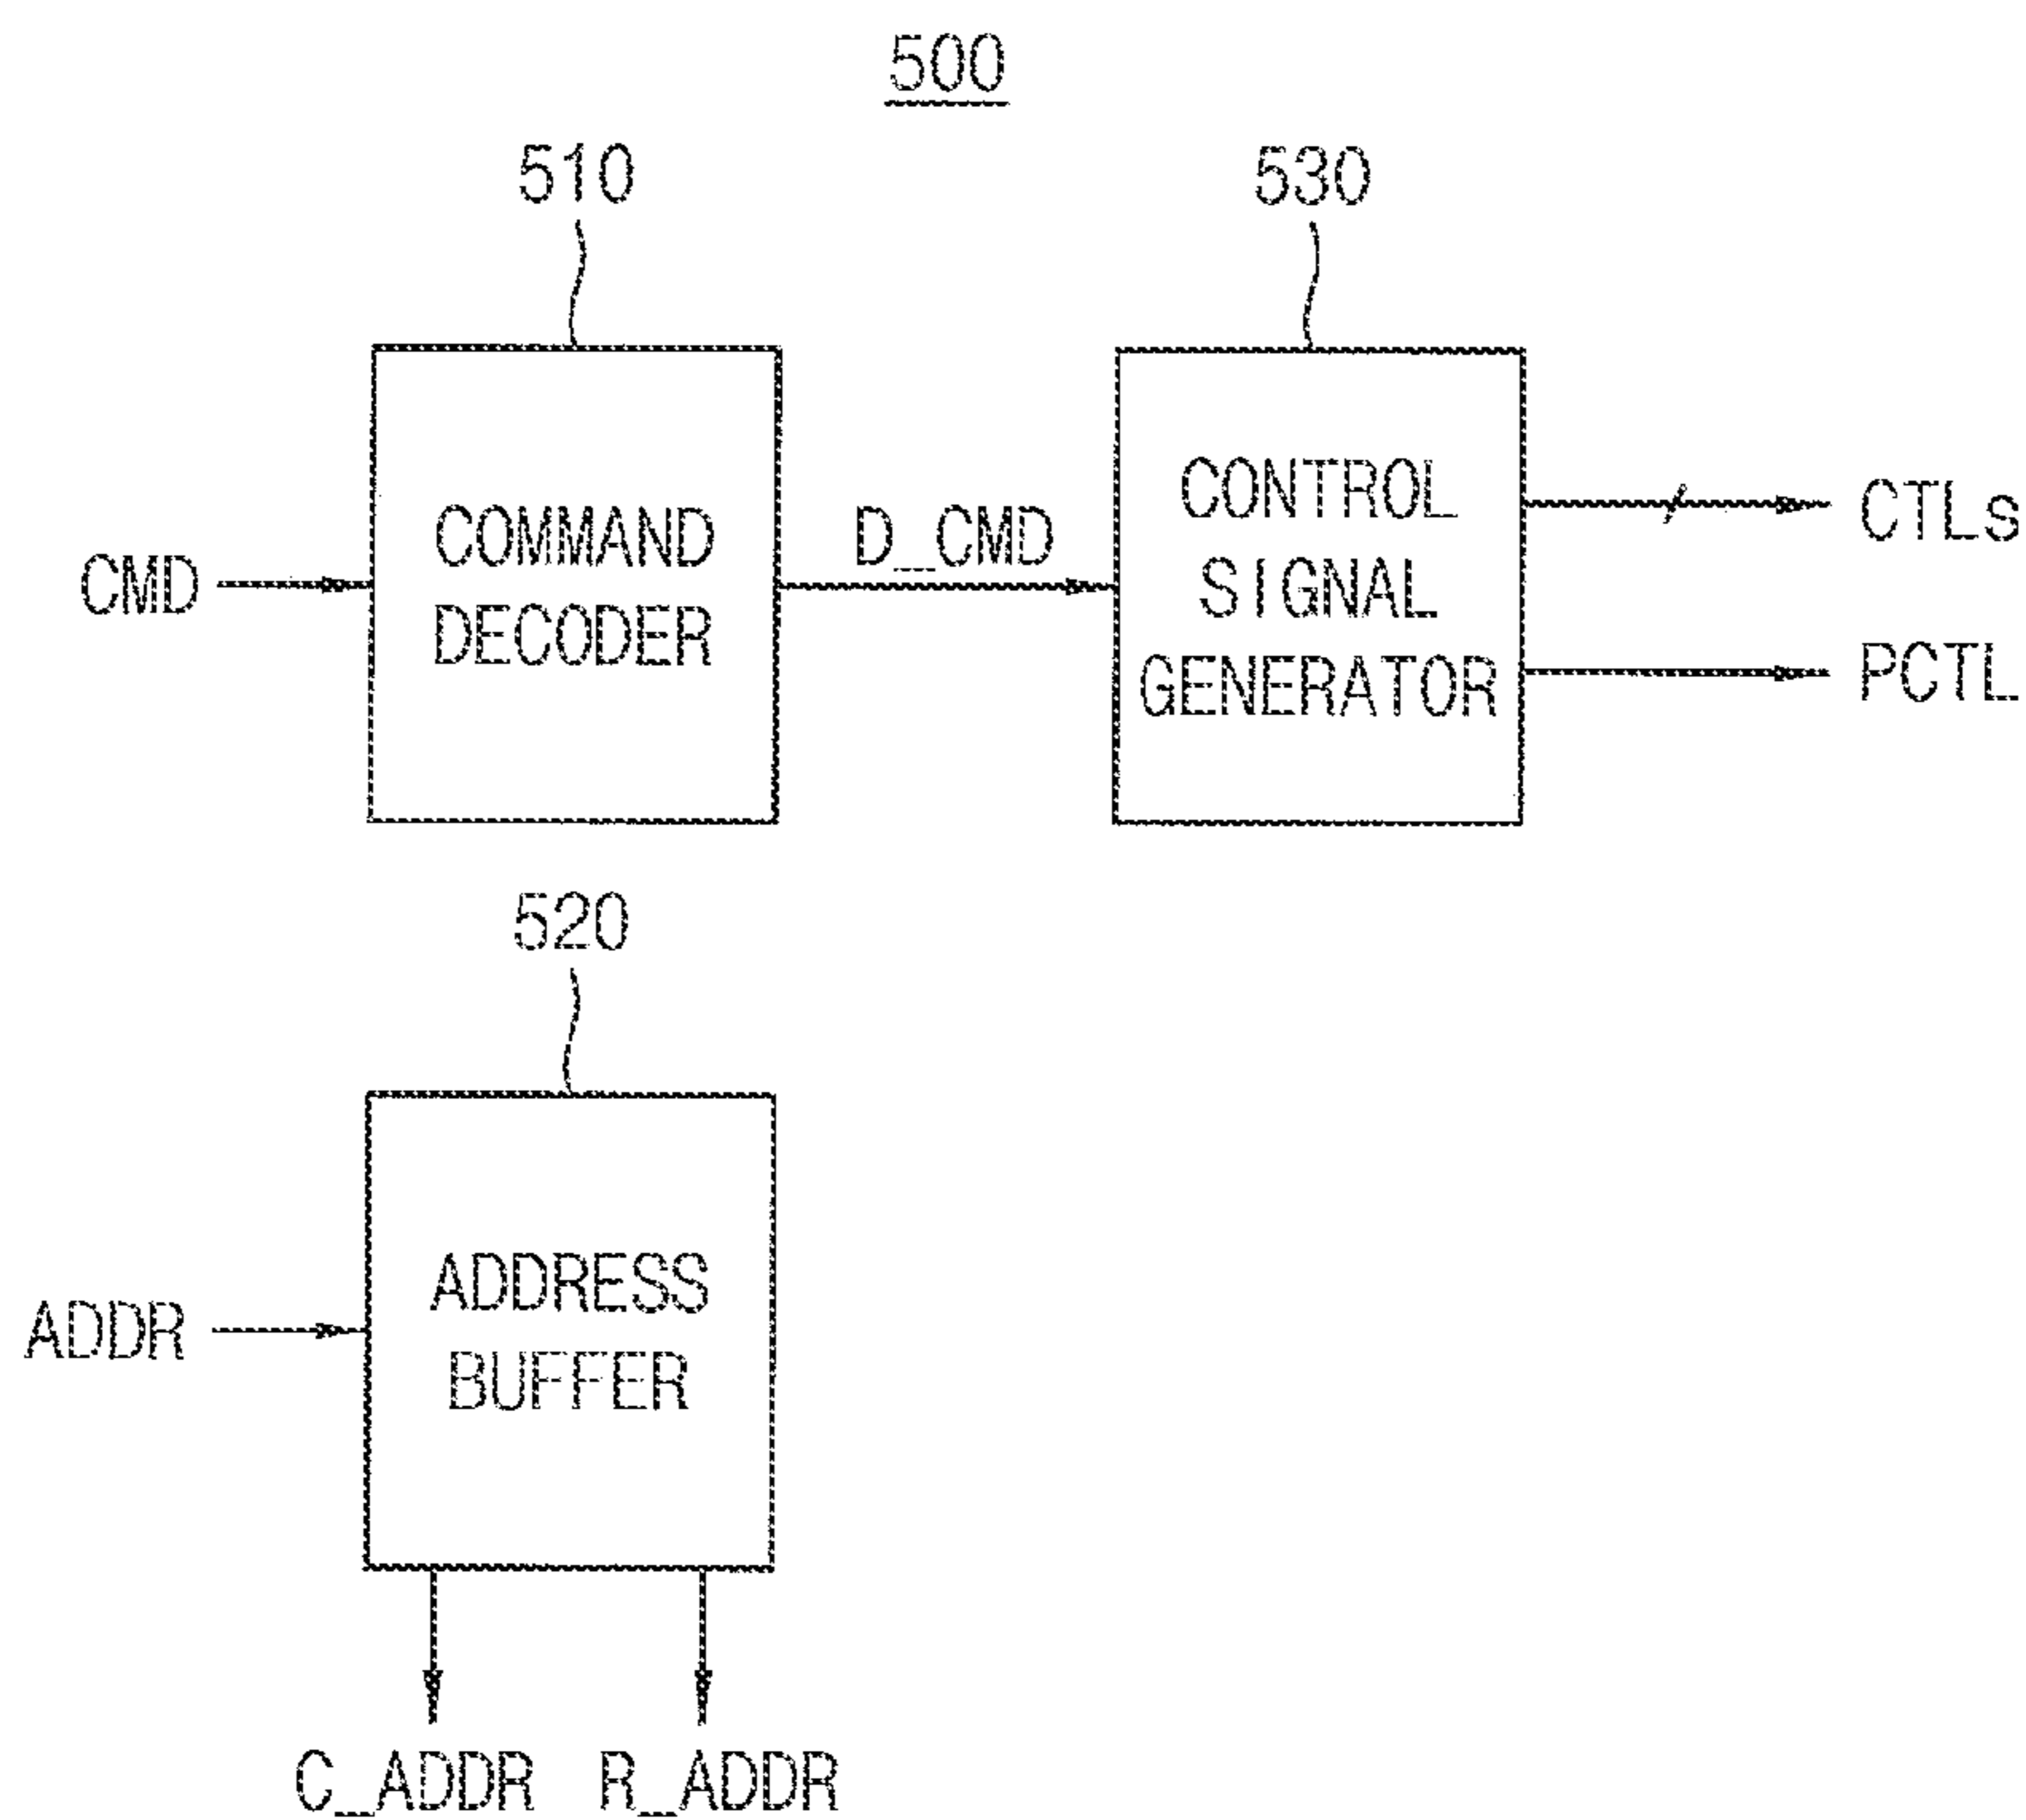 500
510
530
CMD
COMMAND
DECODER
D_CMD
CONTROL
SIGNAL
GENERATOR
CTLs
PCTL
520
ADDR
ADDRESS
BUFFER
C_ADDR
R_ADDR